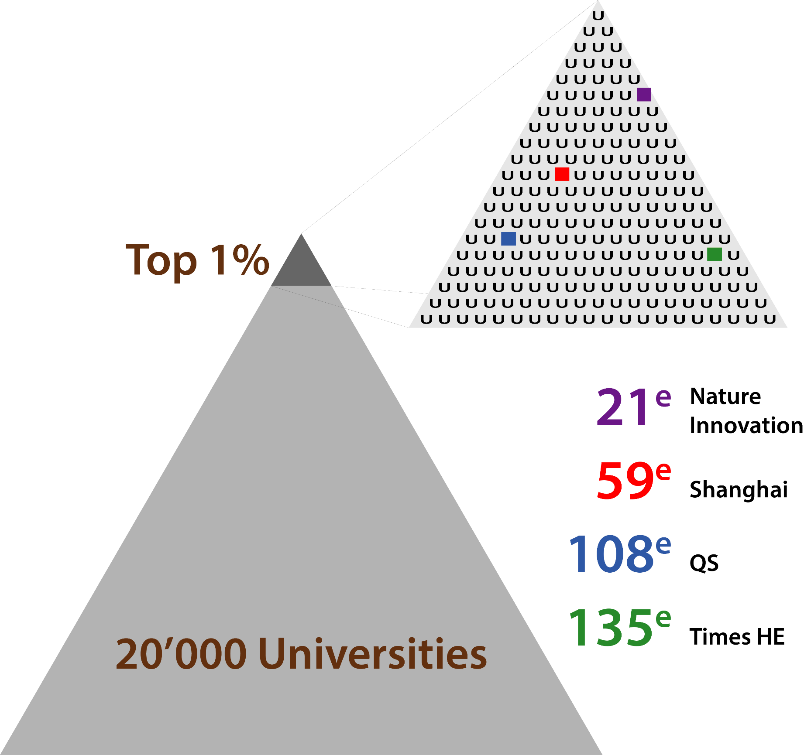 U
U U
U U U
U U U U
U U U U U
U U U U U
U U U U U U U
U U U U U U U U
U U U U U U U U U
U U U U U U U U U U
U U U U U U U U U U
U U U U U U U U U U U U
U U U U U U U U U U U U U
U U U U U U U U U U U U U U
U U U U U U U U U U U U U U
U U U U U U U U U U U U U U U
U U U U U U U U U U U U U U U U U
U U U U U U U U U U U U U U U U U U
U U U U U U U U U U U U U U U U U U U
U U U U U U U U U U U U U U U U U U U U
Top 1%
21e Nature
Innovation
59e Shanghai
108e QS
135e Times HE
20’000 Universities